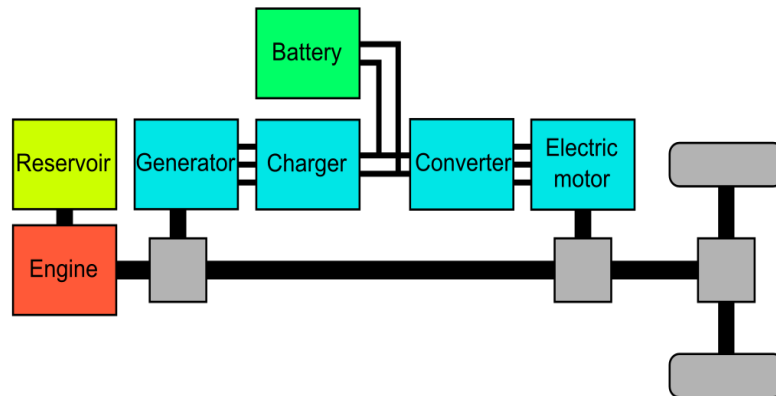 Battery
Reservoir
Generator
Charger
Converter
Electric
motor
Engine